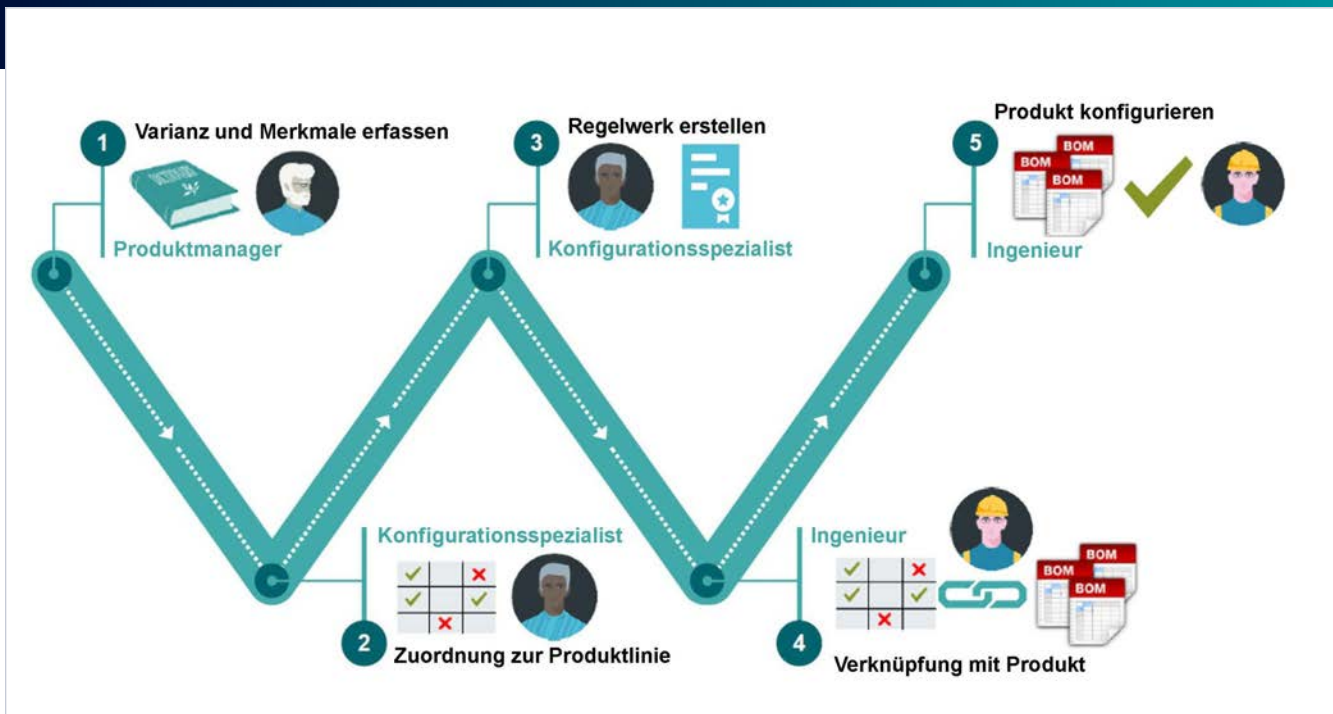 1
Varianz und Merkmale erfassen
Produktmanager
2
Konfigurationsspezialist
Zuordnung zur Produktlinie
3
Regelwerk erstellen
Konfigurationsspezialist
4
Ingenieur
BOM
BOM
BOM
Verknüpfung mit Produkt
5
Produkt konfigurieren
BOM
BOM
BOM
Ingenieur